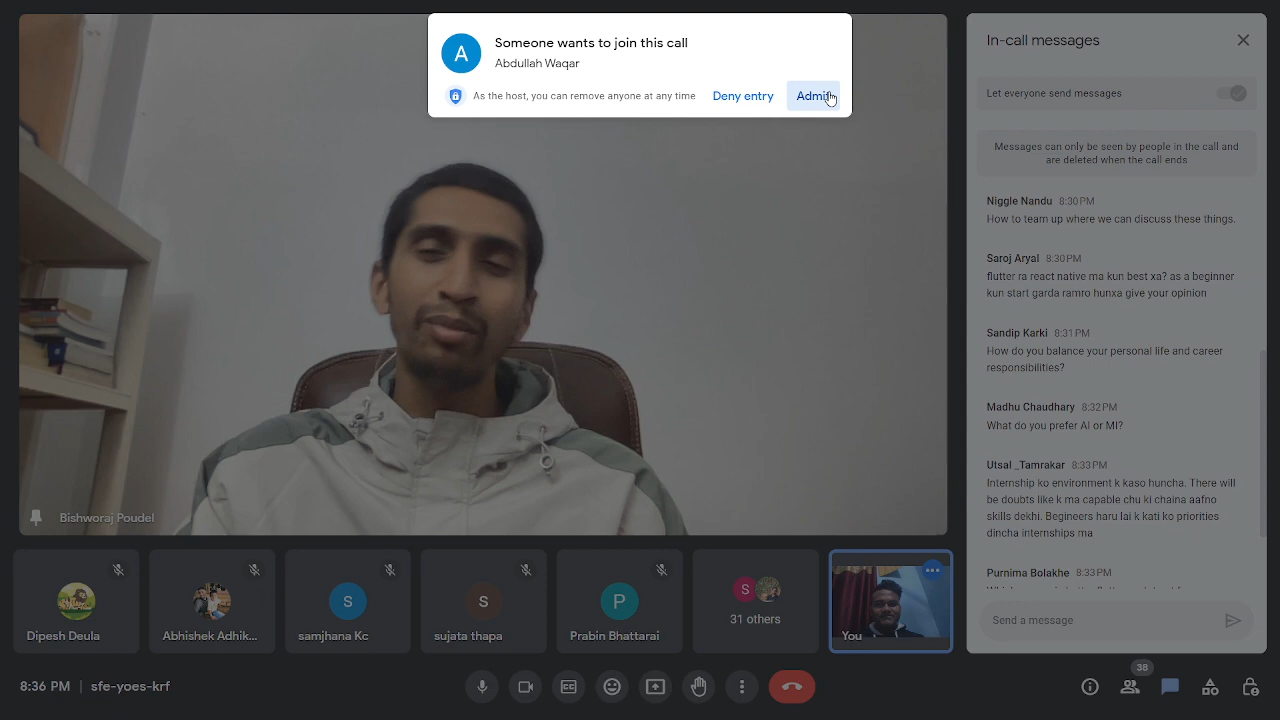 Someone wants to join this call
A
Abdullah Waqar
As the host, you can remove anyone at any time
Deny entry
Admit
In-call messages
Let everyone send messages
Messages can only be seen by people in the call and
are deleted when the call ends
Niggle Nandu 8:30 PM
How to team up where we can discuss these things.
Saroj Aryal 8:30 PM
flutter ra react native ma kun best xa? as a beginner
kun start garda ramro hunxa give your opinion
Sandip Karki 8:31 PM
How do you balance your personal life and career
responsibilities?
Madhu Chaudhary 8:32 PM
What do you prefer AI or Ml?
Utsal _Tamrakar 8:33 PM
Internship ko environment k kaso huncha. There will
be doubts like k ma capable chu ki chaina aafno
skills dekhi. Begineers haru lai k kati ko priorities
dincha internships ma
Purnima Bolakhe 8:33 PM
Send a message
Bishworaj Poudel
Dipesh Deula
Abhishek Adhik...
S
samjhana Kc
S
sujata thapa
P
Prabin Bhattarai
S
31 others
You
8:36 PM | sfe-yoes-krf
38